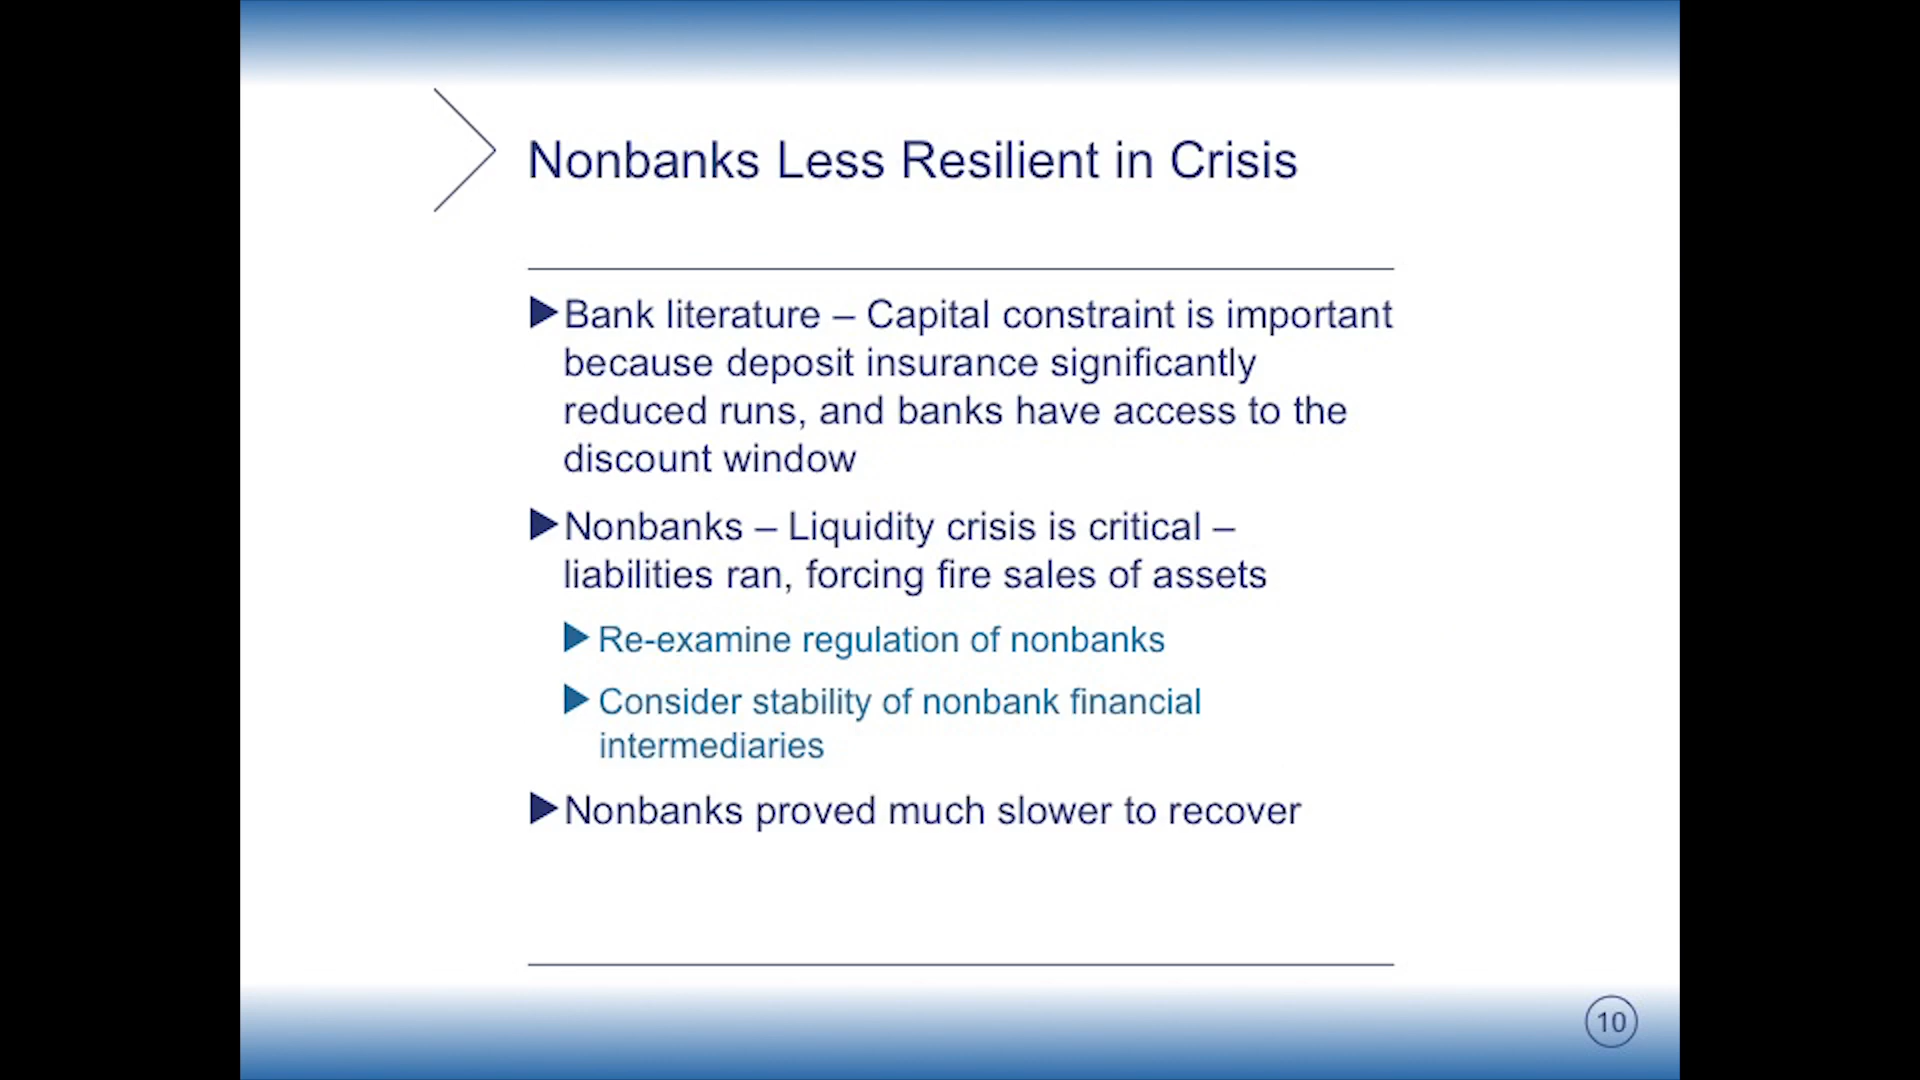 Nonbanks Less Resilient in Crisis
Bank literature – Capital constraint is important
because deposit insurance significantly
reduced runs, and banks have access to the
discount window
Nonbanks – Liquidity crisis is critical –
liabilities ran, forcing fire sales of assets
Re-examine regulation of nonbanks
Consider stability of nonbank financial
intermediaries
Nonbanks proved much slower to recover
10